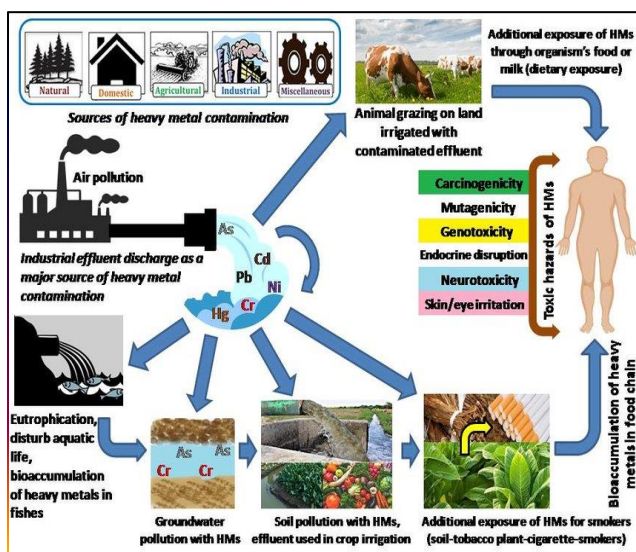 Natural
Domestic
Agricultural
Industrial
Miscellaneous
Sources of heavy metal contamination
Animal grazing on land
irrigated with
contaminated effluent
Additional exposure of HMs
through organism's food or
milk (dietary exposure)
Air pollution
Industrial effluent discharge as a
major source of heavy metal
contamination
As
Cd
Pb
Ni
Cr
Hg
Carcinogenicity
Mutagenicity
Genotoxicity
Endocrine disruption
Neurotoxicity
Skin/eye irritation
Toxic hazards of HMs
Eutrophication,
disturb aquatic
life,
bioaccumulation
of heavy metals in
fishes
As
As
Cr
Cr
Groundwater
pollution with HMs
Soil pollution with HMs,
effluent used in crop irrigation
Additional exposure of HMs for smokers
(soil-tobacco plant-cigarette-smokers)
Bioaccumulation of heavy
metals in food chain